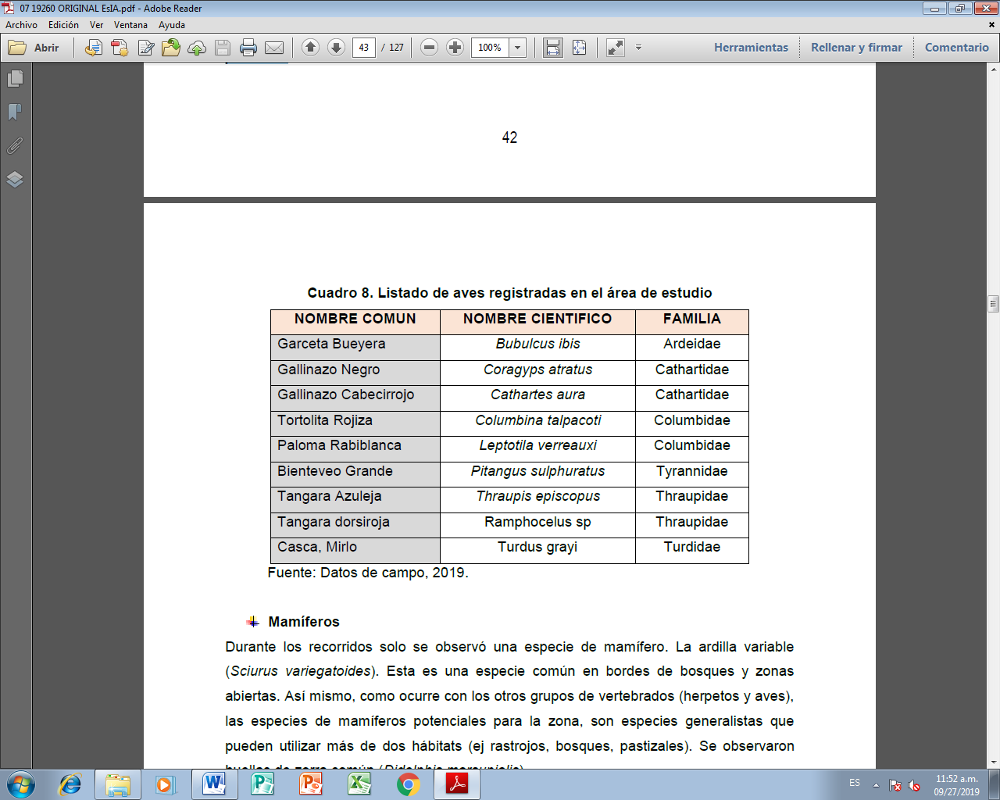 07 19260 ORIGINAL EsIA.pdf - Adobe Reader
Archivo Edición Ver Ventana Ayuda
Abrir 43 / 127 100% Herramientas Rellenar y firmar Comentario
42
Cuadro 8. Listado de aves registradas en el área de estudio
NOMBRE COMUN NOMBRE CIENTIFICO FAMILIA
Garceta Bueyera Bubulcus ibis Ardeidae
Gallinazo Negro Coragyps atratus Cathartidae
Gallinazo Cabecirrojo Cathartes aura Cathartidae
Tortolita Rojiza Columbina talpacoti Columbidae
Paloma Rabiblanca Leptotila verreauxi Columbidae
Bienteveo Grande Pitangus sulphuratus Tyrannidae
Tangara Azuleja Thraupis episcopus Thraupidae
Tangara dorsiroja Ramphocelus sp Thraupidae
Casca, Mirlo Turdus grayi Turdidae
Fuente: Datos de campo, 2019.
Mamíferos
Durante los recorridos solo se observó una especie de mamífero. La ardilla variable
(Sciurus variegatoides). Esta es una especie común en bordes de bosques y zonas
abiertas. Así mismo, como ocurre con los otros grupos de vertebrados (herpetos y aves),
las especies de mamíferos potenciales para la zona, son especies generalistas que
pueden utilizar más de dos hábitats (ej rastrojos, bosques, pastizales). Se observaron
huellas de zorra común (Didelphis marsupialis)
ES 11:52 a.m.
09/27/2019